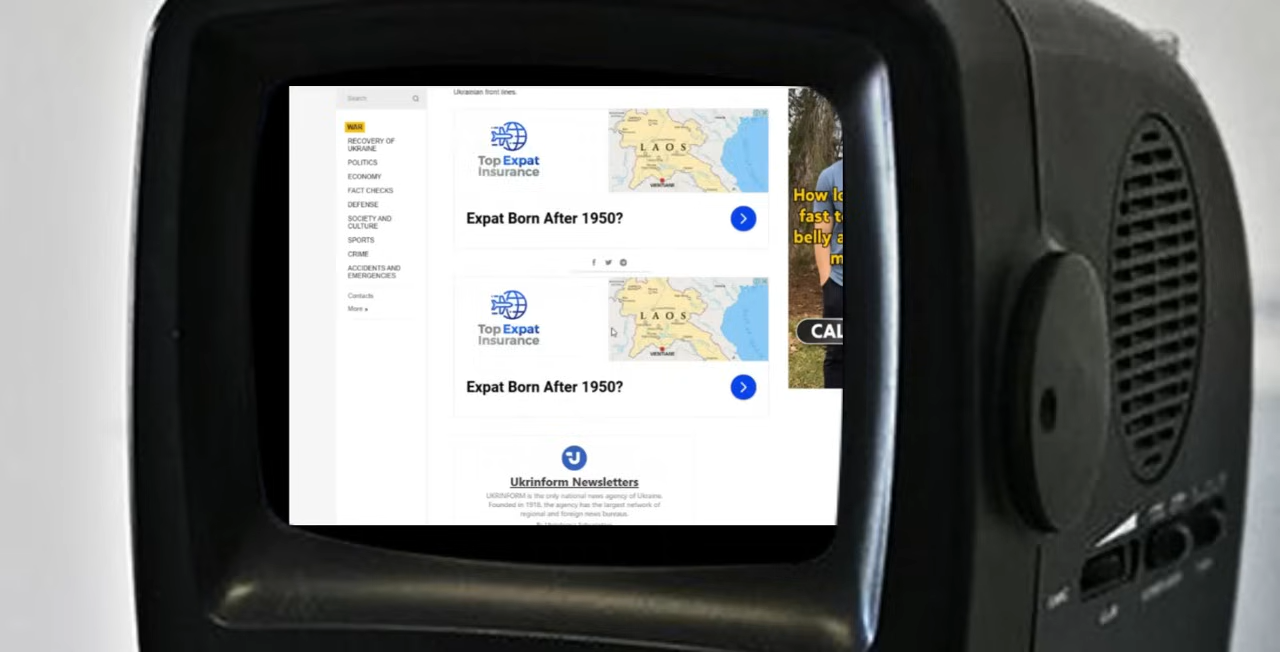 Ukrainian front lines.
Search
WAR
RECOVERY OF
UKRAINE
POLITICS
ECONOMY
FACT CHECKS
DEFENSE
SOCIETY AND
CULTURE
SPORTS
CRIME
ACCIDENTS AND
EMERGENCIES
Contacts
More
Top Expat
Insurance
LAOS
VIENTIANE
Expat Born After 1950?
Top Expat
Insurance
LAOS
VIENTIANE
Expat Born After 1950?
Ukrinform Newsletters
UKRINFORM is the only national news agency of Ukraine.
Founded in 1918, the agency has the largest network of
regional and foreign news bureaus.
How
fast
belly
CAL